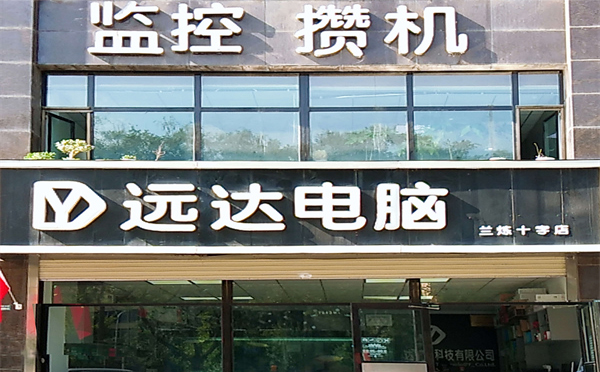 监控 攒机
DY 远达电脑
兰炼十字店
科技有限公司